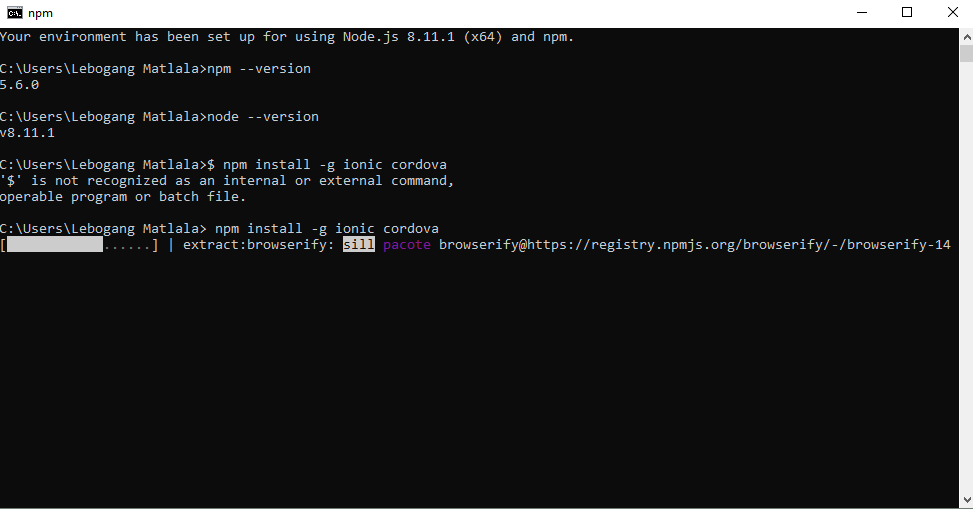 npm
Your environment has been set up for using Node.js 8.11.1 (x64) and npm.
C:\Users\Lebogang Matlala>npm --version
5.6.0
C:\Users\Lebogang Matlala>node --version
v8.11.1
C:\Users\Lebogang Matlala>$ npm install -g ionic cordova
'$' is not recognized as an internal or external command,
operable program or batch file.
C:\Users\Lebogang Matlala> npm install -g ionic cordova
[            ......] | extract:browserify: sill pacote browserify@https://registry.npmjs.org/browserify/-/browserify-14